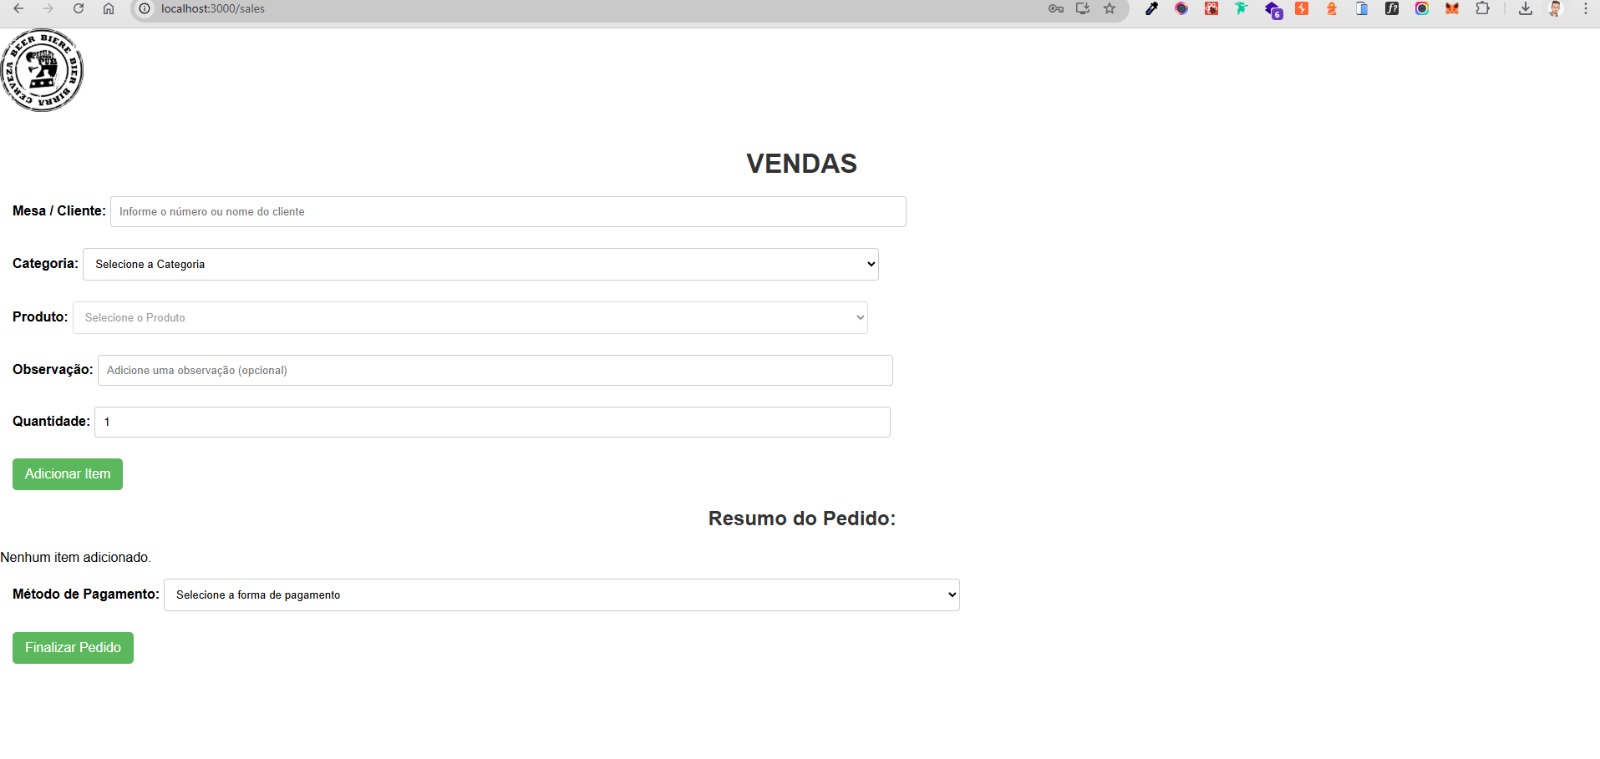 localhost:3000/sales
6
f?
BEER BIERE BIER BIRRA CERVEZA
PUB
VENDAS
Mesa / Cliente: Informe o número ou nome do cliente
Categoria: Selecione a Categoria
Produto: Selecione o Produto
Observação: Adicione uma observação (opcional)
Quantidade: 1
Adicionar Item
Resumo do Pedido:
Nenhum item adicionado.
Método de Pagamento: Selecione a forma de pagamento
Finalizar Pedido